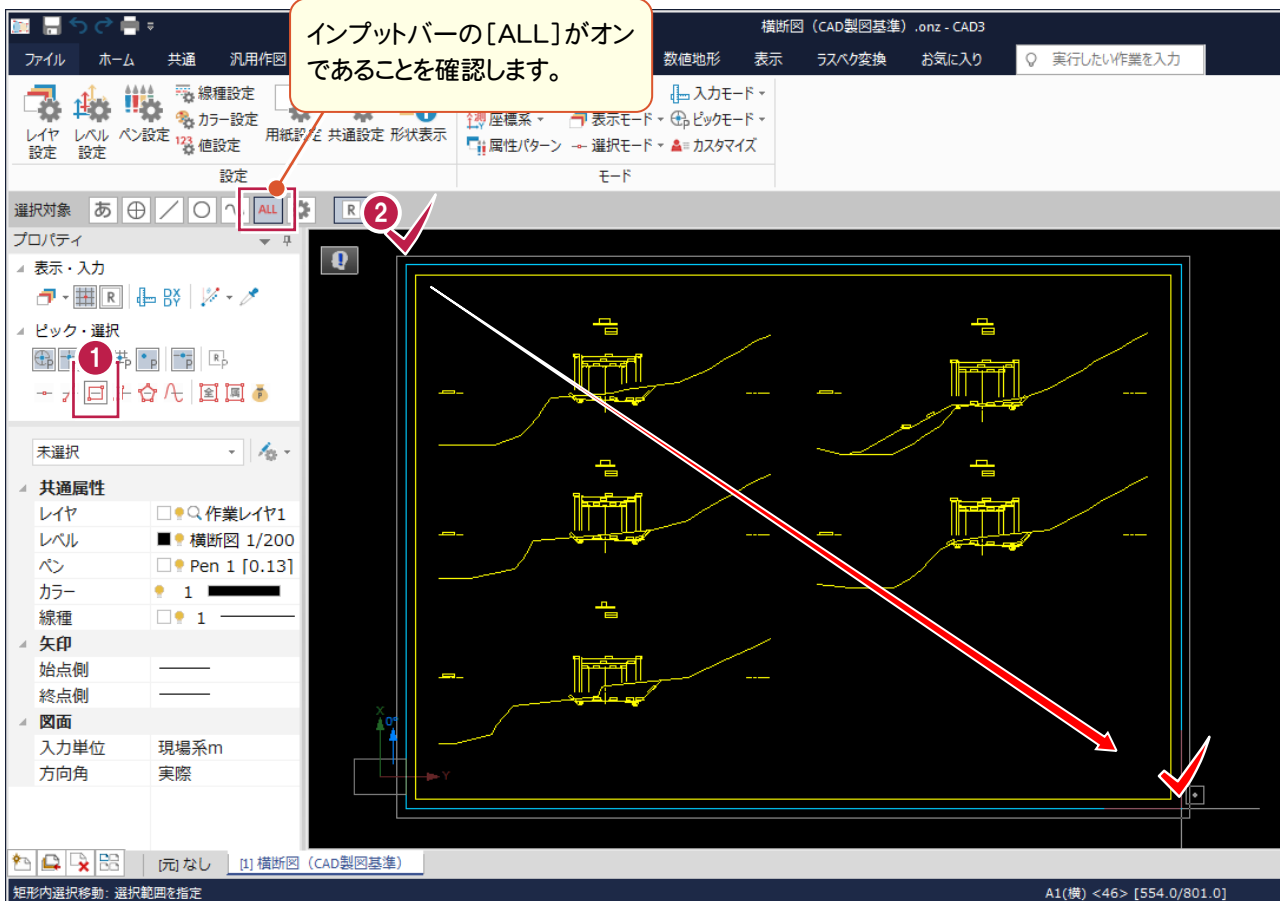 横断図（CAD製図基準）.onz - CAD3
インプットバーの［ALL］がオン
であることを確認します。
ファイル ホーム 共通 汎用作図 数値地形 表示 ラスベク変換 お気に入り 実行したい作業を入力
線種設定 入力モード
カラー設定 座標系 表示モード ピックモード
レイヤ設定 レベル設定 ペン設定 123 値設定 用紙設定 共通設定 形状表示 属性パターン 選択モード カスタマイズ
設定 モード
選択対象 あ ALL R 2
プロパティ
表示・入力
R DX DY
ピック・選択
1
全 属
未選択
共通属性
レイヤ 作業レイヤ1
レベル 横断図 1/200
ペン Pen 1 [0.13]
カラー 1
線種 1
矢印
始点側
終点側
図面
入力単位 現場系m
方向角 実際
X
0°
Y
[元] なし [1] 横断図（CAD製図基準）
矩形内選択移動: 選択範囲を指定 A1(横) <46> [554.0/801.0]